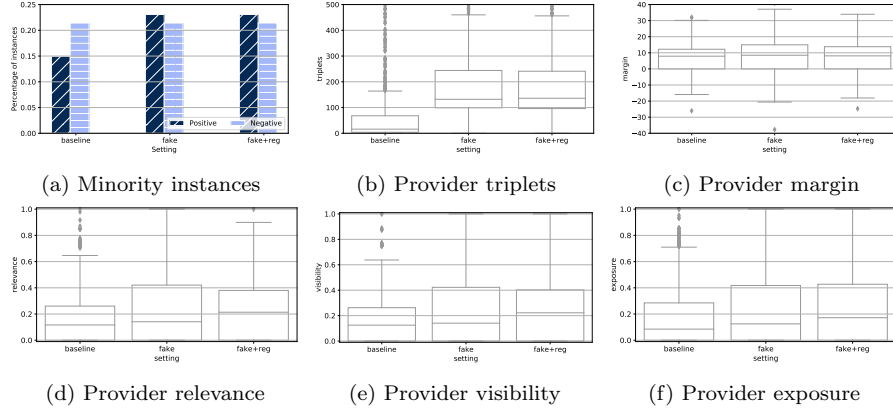 0.25
0.20
0.15
0.10
0.05
0.00
Percentage of instances
baseline fake fake+reg
Setting
Positive Negative
(a) Minority instances
500
400
300
200
100
0
triplets
baseline fake fake+reg
setting
(b) Provider triplets
40
30
20
10
0
−10
−20
−30
−40
margin
baseline fake fake+reg
setting
(c) Provider margin
1.0
0.8
0.6
0.4
0.2
0.0
relevance
baseline fake fake+reg
setting
(d) Provider relevance
1.0
0.8
0.6
0.4
0.2
0.0
visibility
baseline fake fake+reg
setting
(e) Provider visibility
1.0
0.8
0.6
0.4
0.2
0.0
exposure
baseline fake fake+reg
setting
(f) Provider exposure